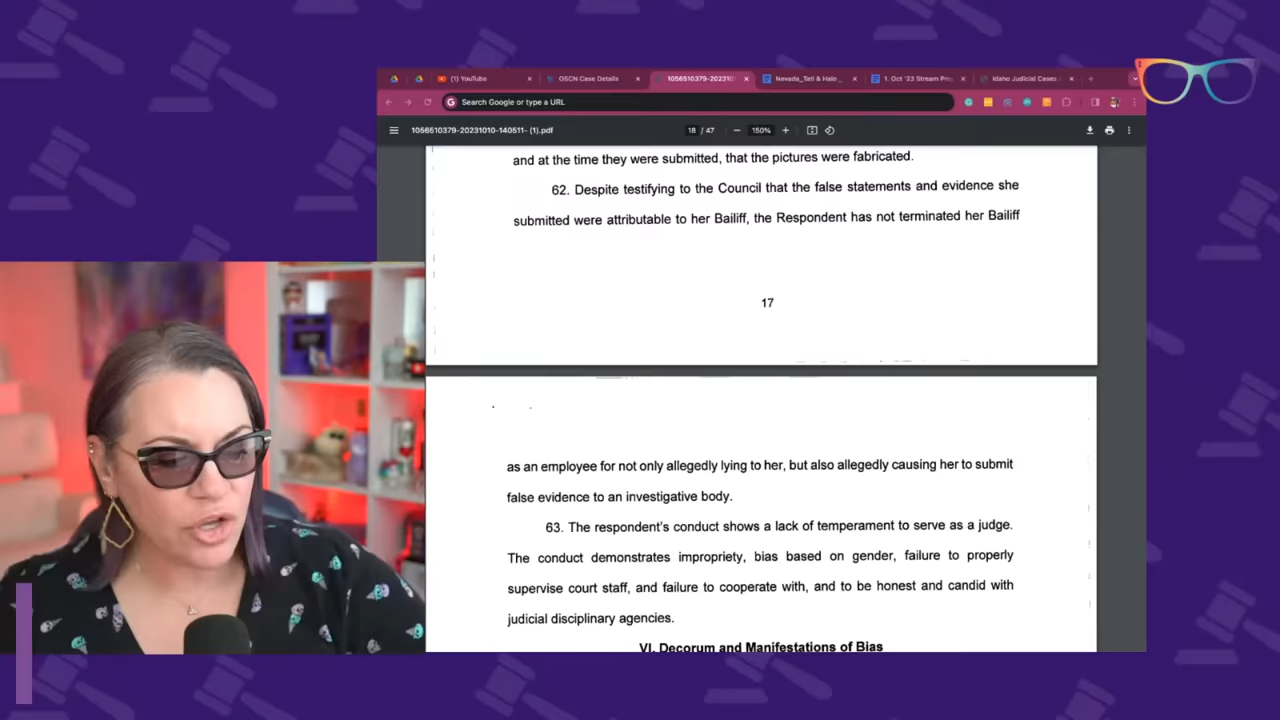 (1) YouTube
OSCN Case Details
1056510379-2023101
Nevada_Tati & Halo _
1. Oct '23 Stream Pre
Idaho Judicial Cases
Search Google or type a URL
1056510379-20231010-140511- (1).pdf
18 / 47
150%
and at the time they were submitted, that the pictures were fabricated.
62. Despite testifying to the Council that the false statements and evidence she
submitted were attributable to her Bailiff, the Respondent has not terminated her Bailiff
17
as an employee for not only allegedly lying to her, but also allegedly causing her to submit
false evidence to an investigative body.
63. The respondent's conduct shows a lack of temperament to serve as a judge.
The conduct demonstrates impropriety, bias based on gender, failure to properly
supervise court staff, and failure to cooperate with, and to be honest and candid with
judicial disciplinary agencies.
VI. Decorum and Manifestations of Bias